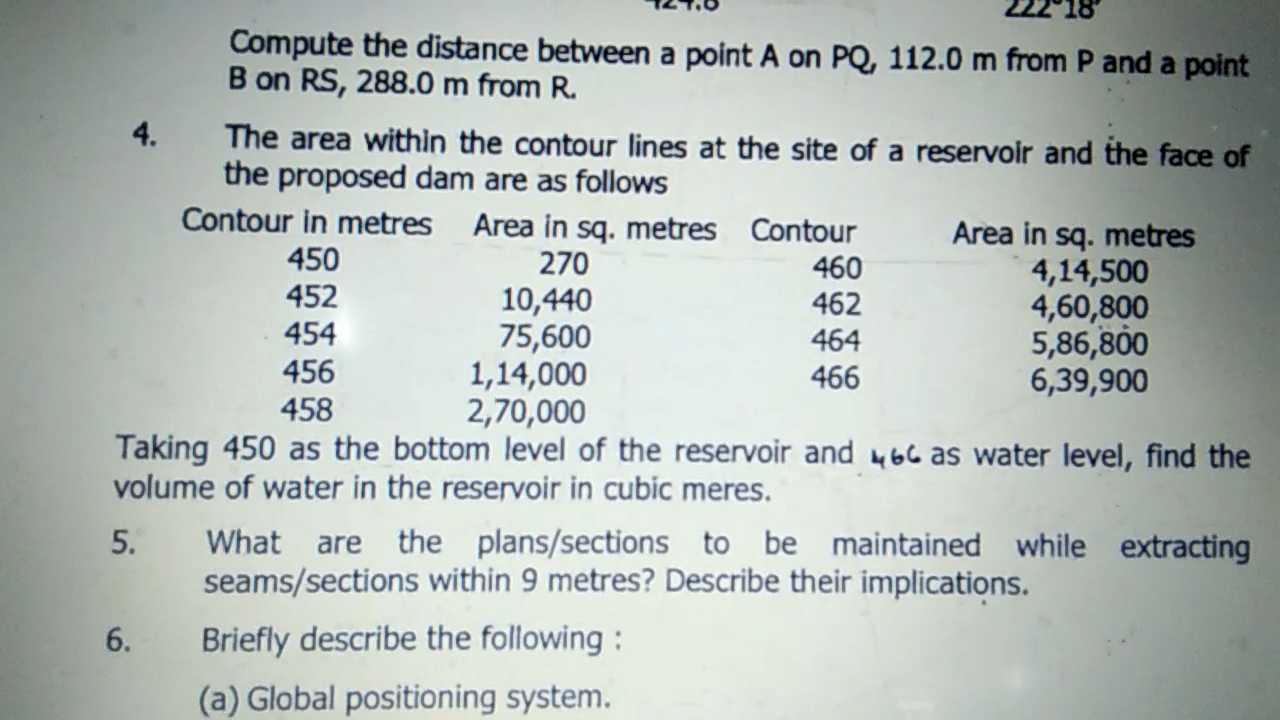 222°18'
Compute the distance between a point A on PQ, 112.0 m from P and a point
B on RS, 288.0 m from R.
4. The area within the contour lines at the site of a reservoir and the face of
the proposed dam are as follows
Contour in metres Area in sq. metres Contour Area in sq. metres
450 270 460 4,14,500
452 10,440 462 4,60,800
454 75,600 464 5,86,800
456 1,14,000 466 6,39,900
458 2,70,000
Taking 450 as the bottom level of the reservoir and 466 as water level, find the
volume of water in the reservoir in cubic meres.
5. What are the plans/sections to be maintained while extracting
seams/sections within 9 metres? Describe their implications.
6. Briefly describe the following :
(a) Global positioning system.